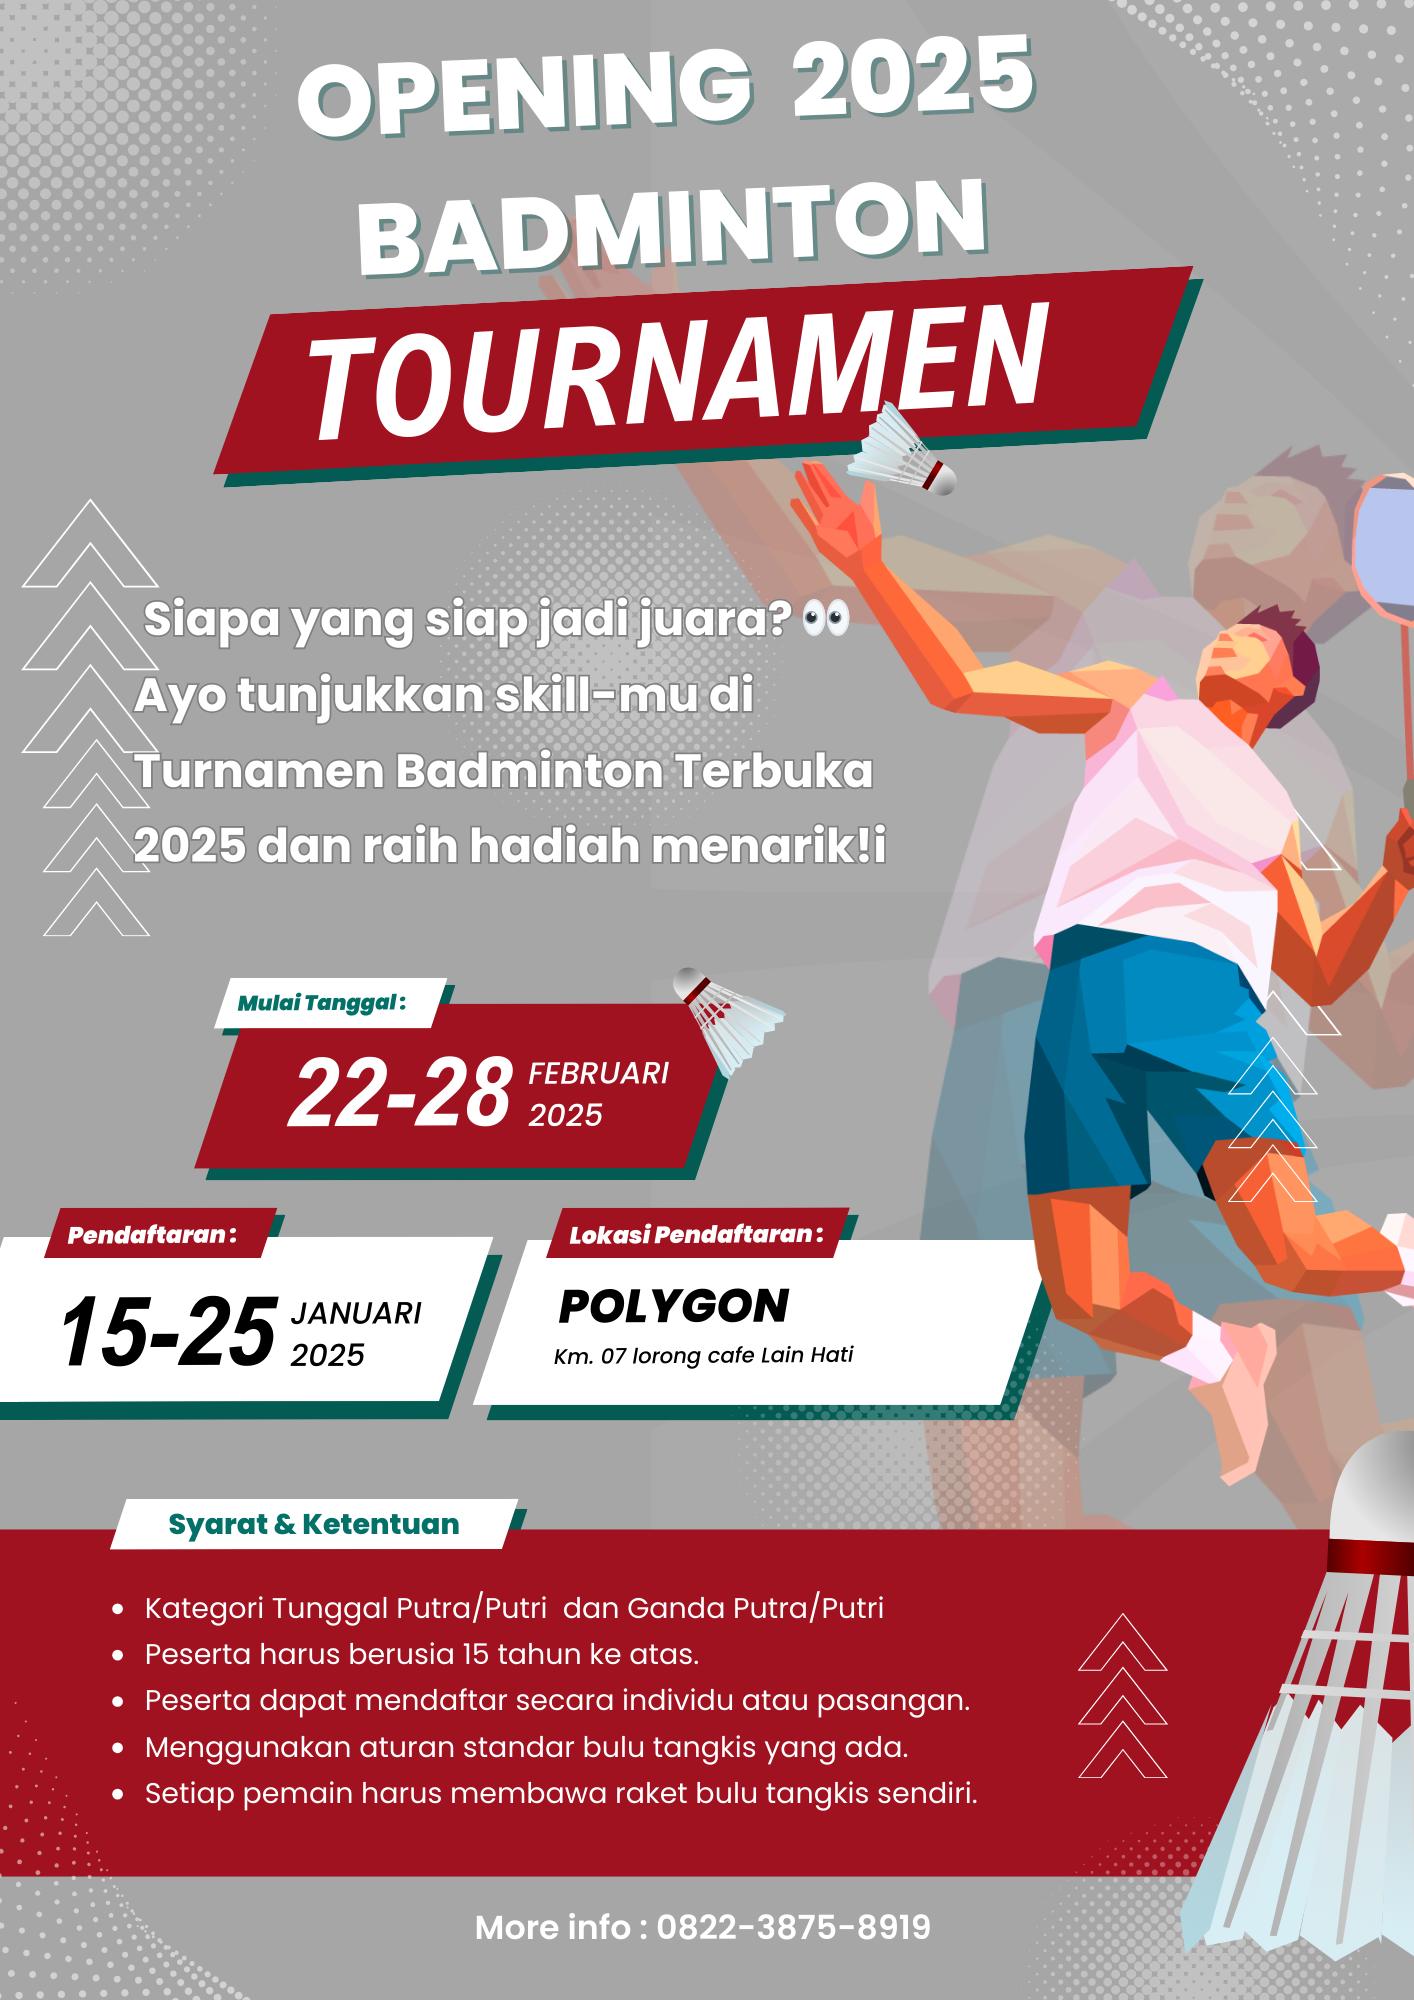 OPENING 2025
BADMINTON
TOURNAMEN
Siapa yang siap jadi juara? 👀
Ayo tunjukkan skill-mu di
Turnamen Badminton Terbuka
2025 dan raih hadiah menarik!i
Mulai Tanggal :
22-28 FEBRUARI
2025
Pendaftaran :
15-25 JANUARI
2025
Lokasi Pendaftaran :
POLYGON
Km. 07 lorong cafe Lain Hati
Syarat & Ketentuan
• Kategori Tunggal Putra/Putri  dan Ganda Putra/Putri
• Peserta harus berusia 15 tahun ke atas.
• Peserta dapat mendaftar secara individu atau pasangan.
• Menggunakan aturan standar bulu tangkis yang ada.
• Setiap pemain harus membawa raket bulu tangkis sendiri.
More info : 0822-3875-8919